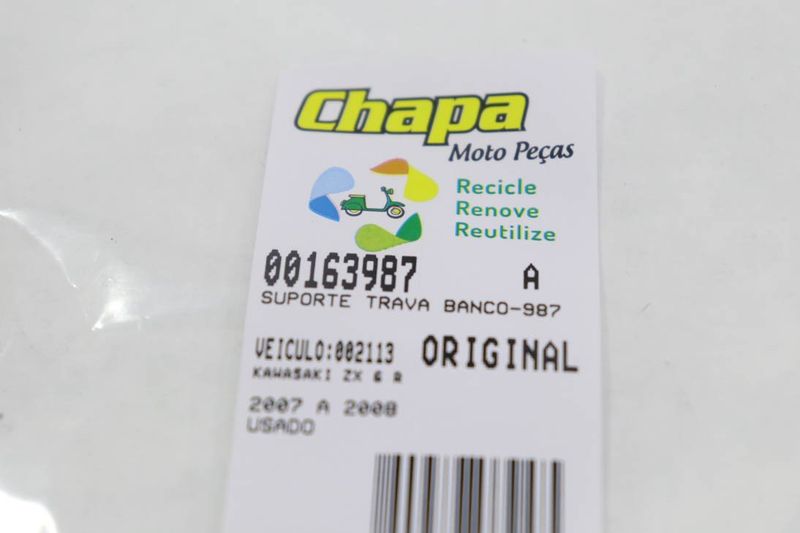 Chapa
Moto Peças
Recicle
Renove
Reutilize
00163987 A
SUPORTE TRAVA BANCO-987
VEICULO:002113 ORIGINAL
KAWASAKI ZX 6 R
2007 A 2008
USADO